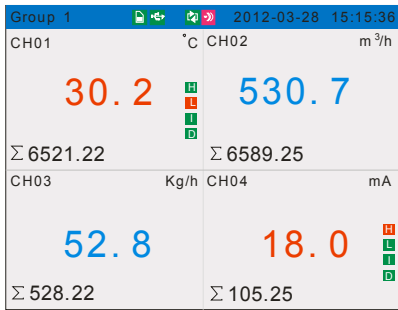 Group 1 2012-03-28 15:15:36
CH01 °C
30.2
H
L
I
D
Σ6521.22
CH02 m³/h
530.7
Σ6589.25
CH03 Kg/h
52.8
Σ528.22
CH04 mA
18.0
H
L
I
D
Σ105.25